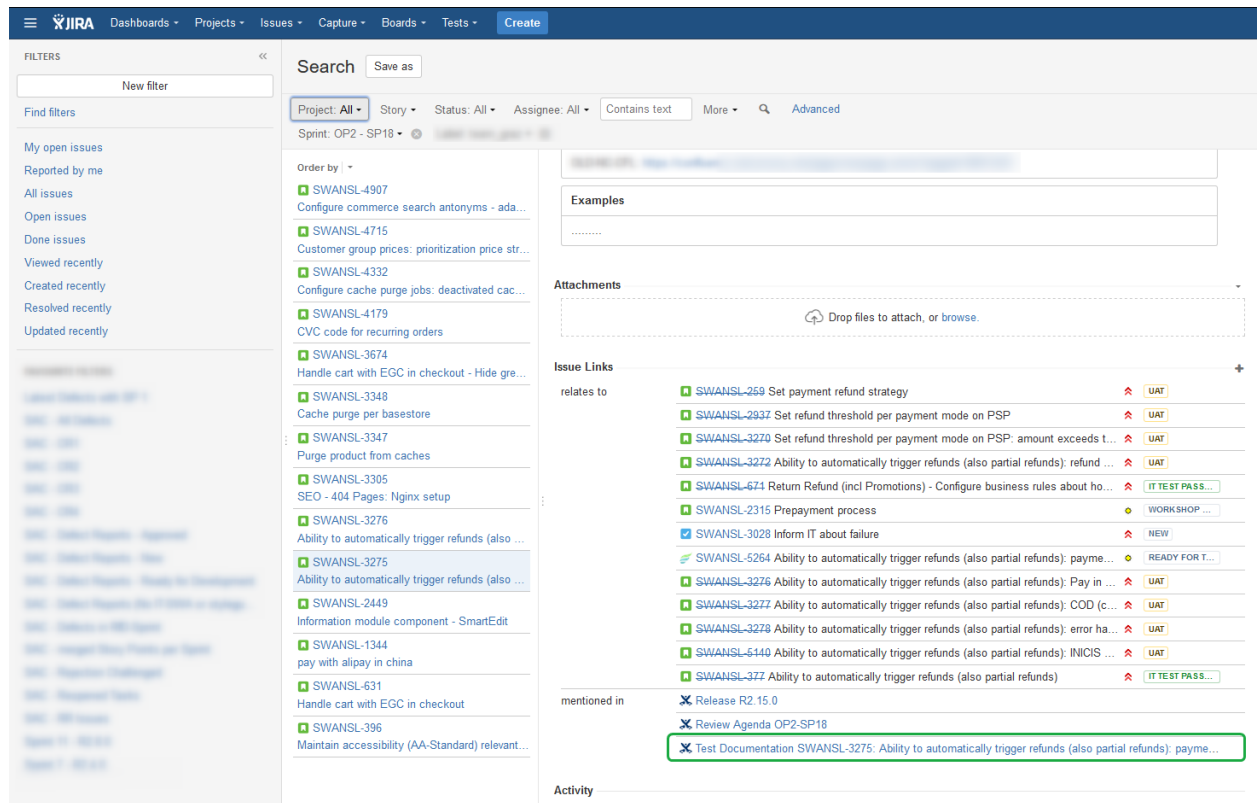 JIRA Dashboards Projects Issues Capture Boards Tests Create
FILTERS
New filter
Find filters
My open issues
Reported by me
All issues
Open issues
Done issues
Viewed recently
Created recently
Resolved recently
Updated recently
Search Save as
Project: All Story Status: All Assignee: All Contains text More Advanced
Sprint: OP2 - SP18
Order by
SWANSL-4907
Configure commerce search antonyms - ada...
SWANSL-4715
Customer group prices: prioritization price str...
SWANSL-4332
Configure cache purge jobs: deactivated cac...
SWANSL-4179
CVC code for recurring orders
SWANSL-3674
Handle cart with EGC in checkout - Hide gre...
SWANSL-3348
Cache purge per basestore
SWANSL-3347
Purge product from caches
SWANSL-3305
SEO - 404 Pages: Nginx setup
SWANSL-3276
Ability to automatically trigger refunds (also ...
SWANSL-3275
Ability to automatically trigger refunds (also ...
SWANSL-2449
Information module component - SmartEdit
SWANSL-1344
pay with alipay in china
SWANSL-631
Handle cart with EGC in checkout
SWANSL-396
Maintain accessibility (AA-Standard) relevant...
Examples
.........
Attachments
Drop files to attach, or browse.
Issue Links
relates to
SWANSL-259 Set payment refund strategy UAT
SWANSL-2937 Set refund threshold per payment mode on PSP UAT
SWANSL-3270 Set refund threshold per payment mode on PSP: amount exceeds t... UAT
SWANSL-3272 Ability to automatically trigger refunds (also partial refunds): refund ... UAT
SWANSL-671 Return Refund (incl Promotions) - Configure business rules about ho... IT TEST PASS...
SWANSL-2315 Prepayment process WORKSHOP ...
SWANSL-3028 Inform IT about failure NEW
SWANSL-5264 Ability to automatically trigger refunds (also partial refunds): payme... READY FOR T...
SWANSL-3276 Ability to automatically trigger refunds (also partial refunds): Pay in ... UAT
SWANSL-3277 Ability to automatically trigger refunds (also partial refunds): COD (c... UAT
SWANSL-3278 Ability to automatically trigger refunds (also partial refunds): error ha... UAT
SWANSL-5140 Ability to automatically trigger refunds (also partial refunds): INICIS ... UAT
SWANSL-377 Ability to automatically trigger refunds (also partial refunds) IT TEST PASS...
mentioned in
Release R2.15.0
Review Agenda OP2-SP18
Test Documentation SWANSL-3275: Ability to automatically trigger refunds (also partial refunds): payme...
Activity